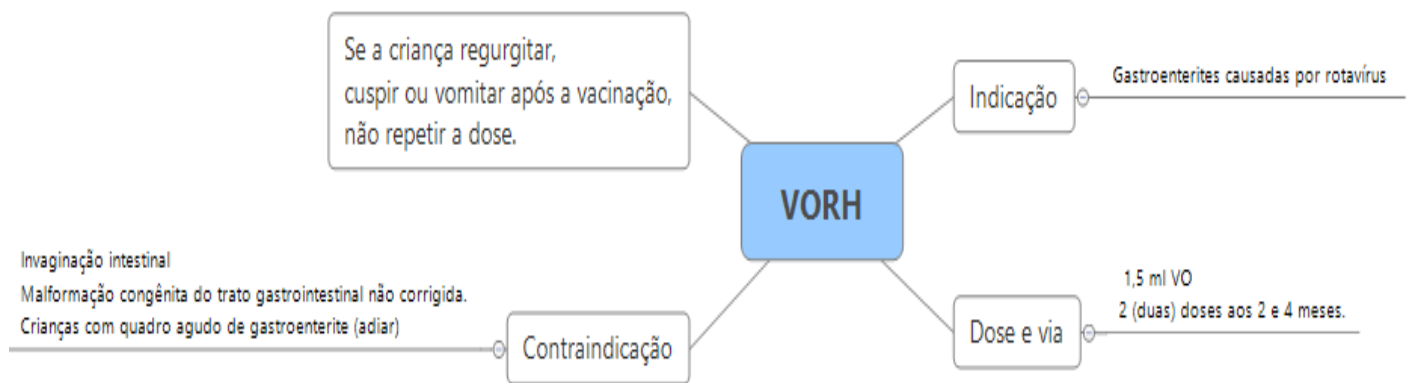 Se a criança regurgitar,
cuspir ou vomitar após a vacinação,
não repetir a dose.
Indicação
Gastroenterites causadas por rotavírus
VORH
Invaginação intestinal
Malformação congênita do trato gastrointestinal não corrigida.
Crianças com quadro agudo de gastroenterite (adiar)
Contraindicação
Dose e via
1,5 ml VO
2 (duas) doses aos 2 e 4 meses.